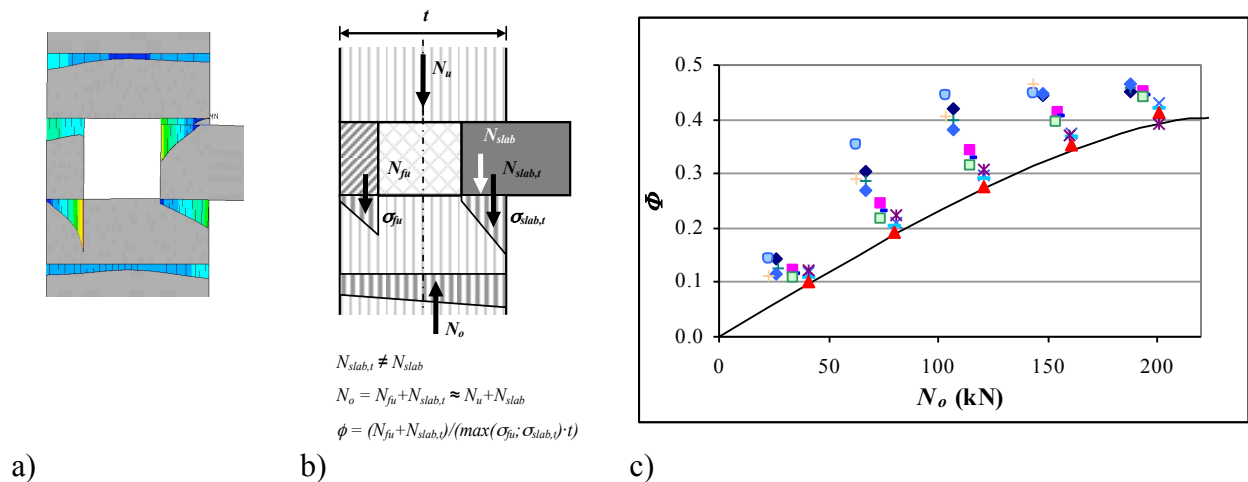 MN
t
N_u
N_slab
N_fu
N_slab,t
σ_fu
σ_slab,t
N_o
N_slab,t ≠ N_slab
N_o = N_fu+N_slab,t ≈ N_u+N_slab
ϕ = (N_fu+N_slab,t)/(max(σ_fu;σ_slab,t)·t)
0.5
0.4
0.3
0.2
0.1
0.0
Φ
0 50 100 150 200
N_o (kN)
a) b) c)